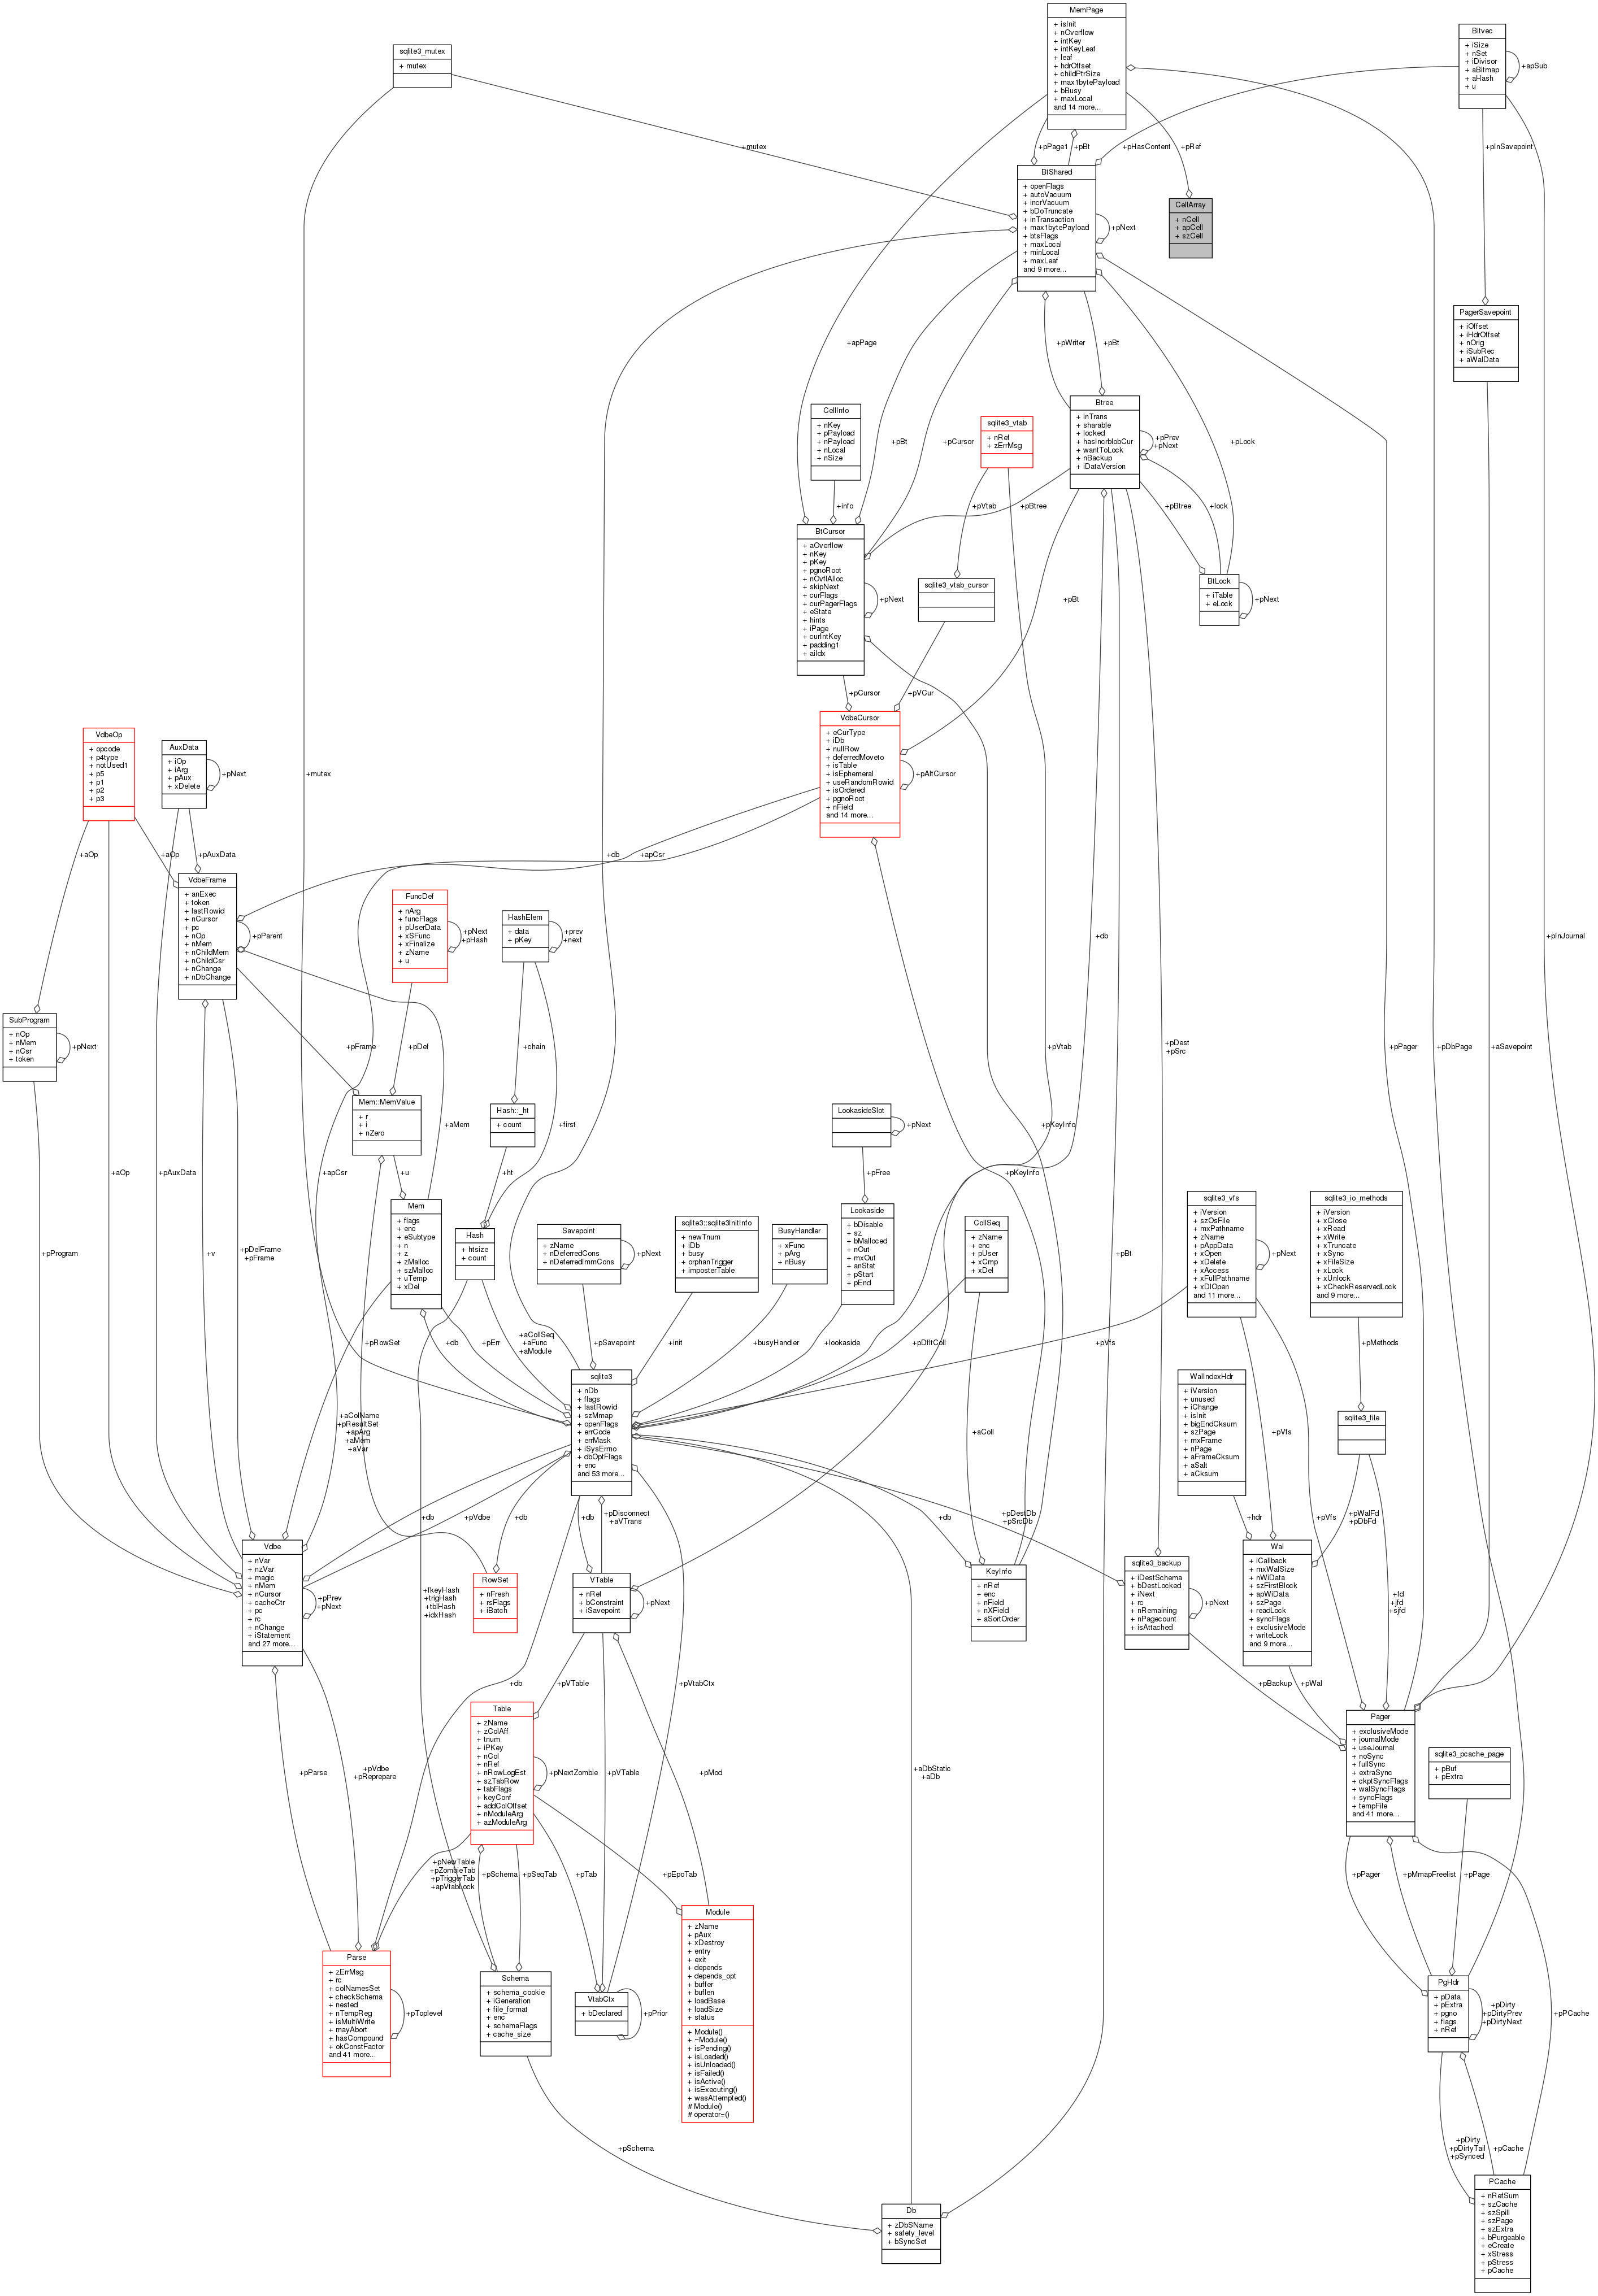 MemPage
+ isInit
+ nOverflow
+ intKey
+ intKeyLeaf
+ leaf
+ hdrOffset
+ childPtrSize
+ max1bytePayload
+ bBusy
+ maxLocal
and 14 more...
Bitvec
+ iSize
+ nSet
+ iDivisor
+ aBitmap
+ aHash
+ u
+apSub
sqlite3_mutex
+ mutex
+mutex
+pPage1
+pBt
+pHasContent
+pRef
+pInSavepoint
BtShared
+ openFlags
+ autoVacuum
+ incrVacuum
+ bDoTruncate
+ inTransaction
+ max1bytePayload
+ btsFlags
+ maxLocal
+ minLocal
+ maxLeaf
and 9 more...
+pNext
CellArray
+ nCell
+ apCell
+ szCell
PagerSavepoint
+ iOffset
+ iHdrOffset
+ nOrig
+ iSubRec
+ aWalData
+apPage
+pWriter
+pBt
CellInfo
+ nKey
+ pPayload
+ nPayload
+ nLocal
+ nSize
sqlite3_vtab
+ nRef
+ zErrMsg
Btree
+ inTrans
+ sharable
+ locked
+ hasIncrblobCur
+ wantToLock
+ nBackup
+ iDataVersion
+pPrev
+pNext
+pBt
+pCursor
+pLock
+info
+pVtab
+pBtree
+pBtree
+lock
BtCursor
+ aOverflow
+ nKey
+ pKey
+ pgnoRoot
+ nOvflAlloc
+ skipNext
+ curFlags
+ curPagerFlags
+ eState
+ hints
+ iPage
+ curIntKey
+ padding1
+ aiIdx
+pNext
sqlite3_vtab_cursor
+pBt
BtLock
+ iTable
+ eLock
+pNext
+pInJournal
+pCursor
+pVCur
VdbeCursor
+ eCurType
+ iDb
+ nullRow
+ deferredMoveto
+ isTable
+ isEphemeral
+ useRandomRowid
+ isOrdered
+ pgnoRoot
+ nField
and 14 more...
+pAltCursor
VdbeOp
+ opcode
+ p4type
+ notUsed1
+ p5
+ p1
+ p2
+ p3
AuxData
+ iOp
+ iArg
+ pAux
+ xDelete
+pNext
+mutex
+aOp
+aOp
+pAuxData
+db
+apCsr
+db
+pDest
+pSrc
+pPager
+pDbPage
+aSavepoint
VdbeFrame
+ anExec
+ token
+ lastRowid
+ nCursor
+ pc
+ nOp
+ nMem
+ nChildMem
+ nChildCsr
+ nChange
+ nDbChange
+pParent
FuncDef
+ nArg
+ funcFlags
+ pUserData
+ xSFunc
+ xFinalize
+ zName
+ u
+pNext
+pHash
HashElem
+ data
+ pKey
+prev
+next
SubProgram
+ nOp
+ nMem
+ nCsr
+ token
+pNext
+pFrame
+pDef
+chain
+pVtab
Mem::MemValue
+ r
+ i
+ nZero
Hash::_ht
+ count
LookasideSlot
+pNext
+aMem
+first
+pKeyInfo
+aOp
+pAuxData
+apCsr
+u
+ht
+pFree
+pKeyInfo
Mem
+ flags
+ enc
+ eSubtype
+ n
+ z
+ zMalloc
+ szMalloc
+ uTemp
+ xDel
Hash
+ htsize
+ count
Savepoint
+ zName
+ nDeferredCons
+ nDeferredImmCons
+pNext
sqlite3::sqlite3InitInfo
+ newTnum
+ iDb
+ busy
+ orphanTrigger
+ imposterTable
BusyHandler
+ xFunc
+ pArg
+ nBusy
Lookaside
+ bDisable
+ sz
+ bMalloced
+ nOut
+ mxOut
+ anStat
+ pStart
+ pEnd
CollSeq
+ zName
+ enc
+ pUser
+ xCmp
+ xDel
sqlite3_vfs
+ iVersion
+ szOsFile
+ mxPathname
+ zName
+ pAppData
+ xOpen
+ xDelete
+ xAccess
+ xFullPathname
+ xDlOpen
and 11 more...
+pNext
sqlite3_io_methods
+ iVersion
+ xClose
+ xRead
+ xWrite
+ xTruncate
+ xSync
+ xFileSize
+ xLock
+ xUnlock
+ xCheckReservedLock
and 9 more...
+pProgram
+v
+pDelFrame
+pFrame
+pBt
+pRowSet
+db
+pErr
+aCollSeq
+aFunc
+aModule
+pSavepoint
+init
+busyHandler
+lookaside
+pDfltColl
+pVfs
+pMethods
sqlite3
+ nDb
+ flags
+ lastRowid
+ szMmap
+ openFlags
+ errCode
+ errMask
+ iSysErrno
+ dbOptFlags
+ enc
and 53 more...
WalIndexHdr
+ iVersion
+ unused
+ iChange
+ isInit
+ bigEndCksum
+ szPage
+ mxFrame
+ nPage
+ aFrameCksum
+ aSalt
+ aCksum
sqlite3_file
+aColName
+pResultSet
+apArg
+aMem
+aVar
+aColl
+pVfs
+db
+pVdbe
+db
+db
+pDisconnect
+aVTrans
+db
+pDestDb
+pSrcDb
+hdr
+pVfs
+pWalFd
+pDbFd
Vdbe
+ nVar
+ nzVar
+ magic
+ nMem
+ nCursor
+ cacheCtr
+ pc
+ rc
+ nChange
+ iStatement
and 27 more...
+pPrev
+pNext
RowSet
+ nFresh
+ rsFlags
+ iBatch
VTable
+ nRef
+ bConstraint
+ iSavepoint
+pNext
KeyInfo
+ nRef
+ enc
+ nField
+ nXField
+ aSortOrder
sqlite3_backup
+ iDestSchema
+ bDestLocked
+ iNext
+ rc
+ nRemaining
+ nPagecount
+ isAttached
+pNext
Wal
+ iCallback
+ mxWalSize
+ nWiData
+ szFirstBlock
+ apWiData
+ szPage
+ readLock
+ syncFlags
+ exclusiveMode
+ writeLock
and 9 more...
+fkeyHash
+trigHash
+tblHash
+idxHash
+fd
+jfd
+sjfd
+db
+pVTable
+pVtabCtx
+pBackup
+pWal
Table
+ zName
+ zColAff
+ tnum
+ iPKey
+ nCol
+ nRef
+ nRowLogEst
+ szTabRow
+ tabFlags
+ keyConf
+ addColOffset
+ nModuleArg
+ azModuleArg
+pNextZombie
Pager
+ exclusiveMode
+ journalMode
+ useJournal
+ noSync
+ fullSync
+ extraSync
+ ckptSyncFlags
+ walSyncFlags
+ syncFlags
+ tempFile
and 41 more...
sqlite3_pcache_page
+ pBuf
+ pExtra
+pParse
+pVdbe
+pReprepare
+pVTable
+pMod
+aDbStatic
+aDb
+pNewTable
+pZombieTab
+pTriggerTab
+apVtabLock
+pSchema
+pSeqTab
+pTab
+pEpoTab
+pPager
+pMmapFreelist
+pPage
Parse
+ zErrMsg
+ rc
+ colNamesSet
+ checkSchema
+ nested
+ nTempReg
+ isMultiWrite
+ mayAbort
+ hasCompound
+ okConstFactor
and 41 more...
+pToplevel
Schema
+ schema_cookie
+ iGeneration
+ file_format
+ enc
+ schemaFlags
+ cache_size
VtabCtx
+ bDeclared
+pPrior
Module
+ zName
+ pAux
+ xDestroy
+ entry
+ exit
+ depends
+ depends_opt
+ buffer
+ buflen
+ loadBase
+ loadSize
+ status
+ Module()
+ ~Module()
+ isPending()
+ isLoaded()
+ isUnloaded()
+ isFailed()
+ isActive()
+ isExecuting()
+ wasAttempted()
# Module()
# operator=()
PgHdr
+ pData
+ pExtra
+ pgno
+ flags
+ nRef
+pDirty
+pDirtyPrev
+pDirtyNext
+pPCache
+pSchema
+pDirty
+pDirtyTail
+pSynced
+pCache
Db
+ zDbSName
+ safety_level
+ bSyncSet
PCache
+ nRefSum
+ szCache
+ szSpill
+ szPage
+ szExtra
+ bPurgeable
+ eCreate
+ xStress
+ pStress
+ pCache